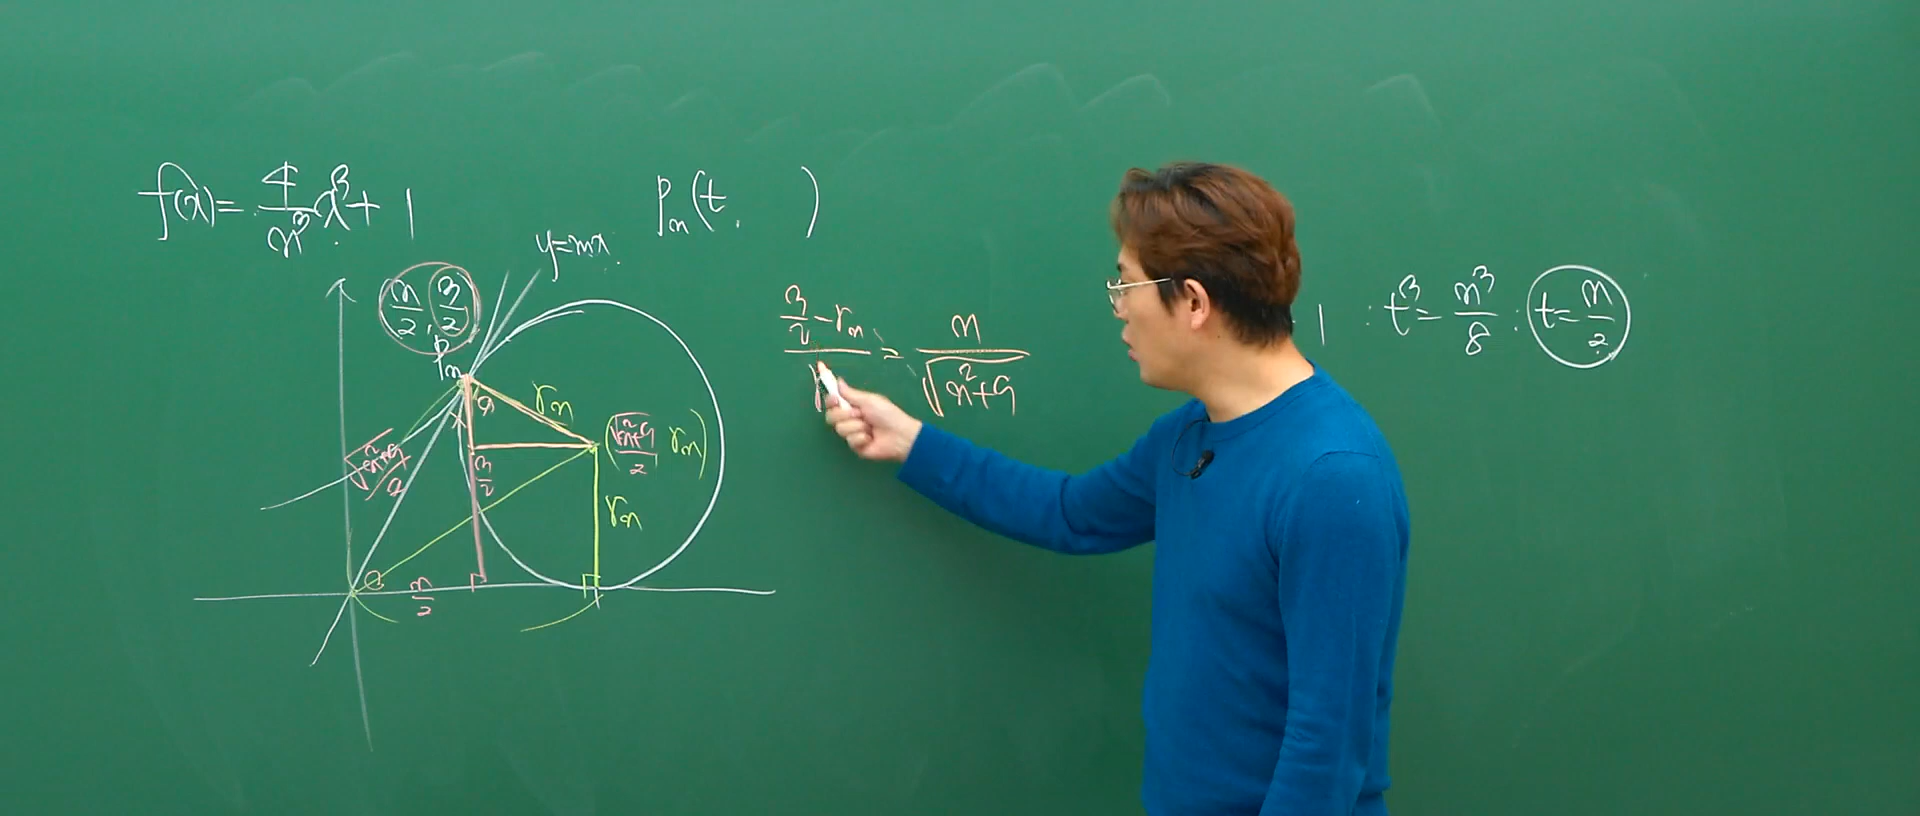 f(x) = 4/n³ x³ + 1
Pn(t, )
y=mx
n/2, 3/2
Pn
3/2 - rn / r = n / √(n²+9)
1 : t³ = n³/8 : t = n/2
rn
(√(n²+9)/2, rn)
√(n²+9)/2
3/2
rn
n/2